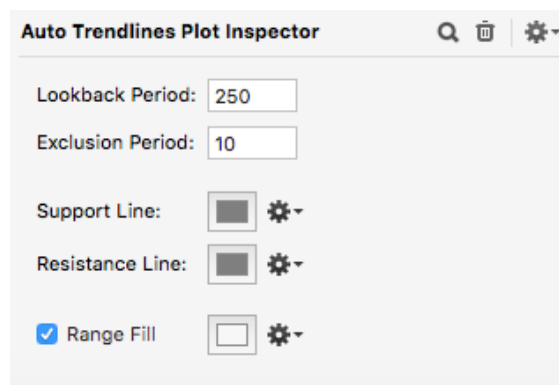 Auto Trendlines Plot Inspector
Lookback Period: 250
Exclusion Period: 10
Support Line:
Resistance Line:
Range Fill